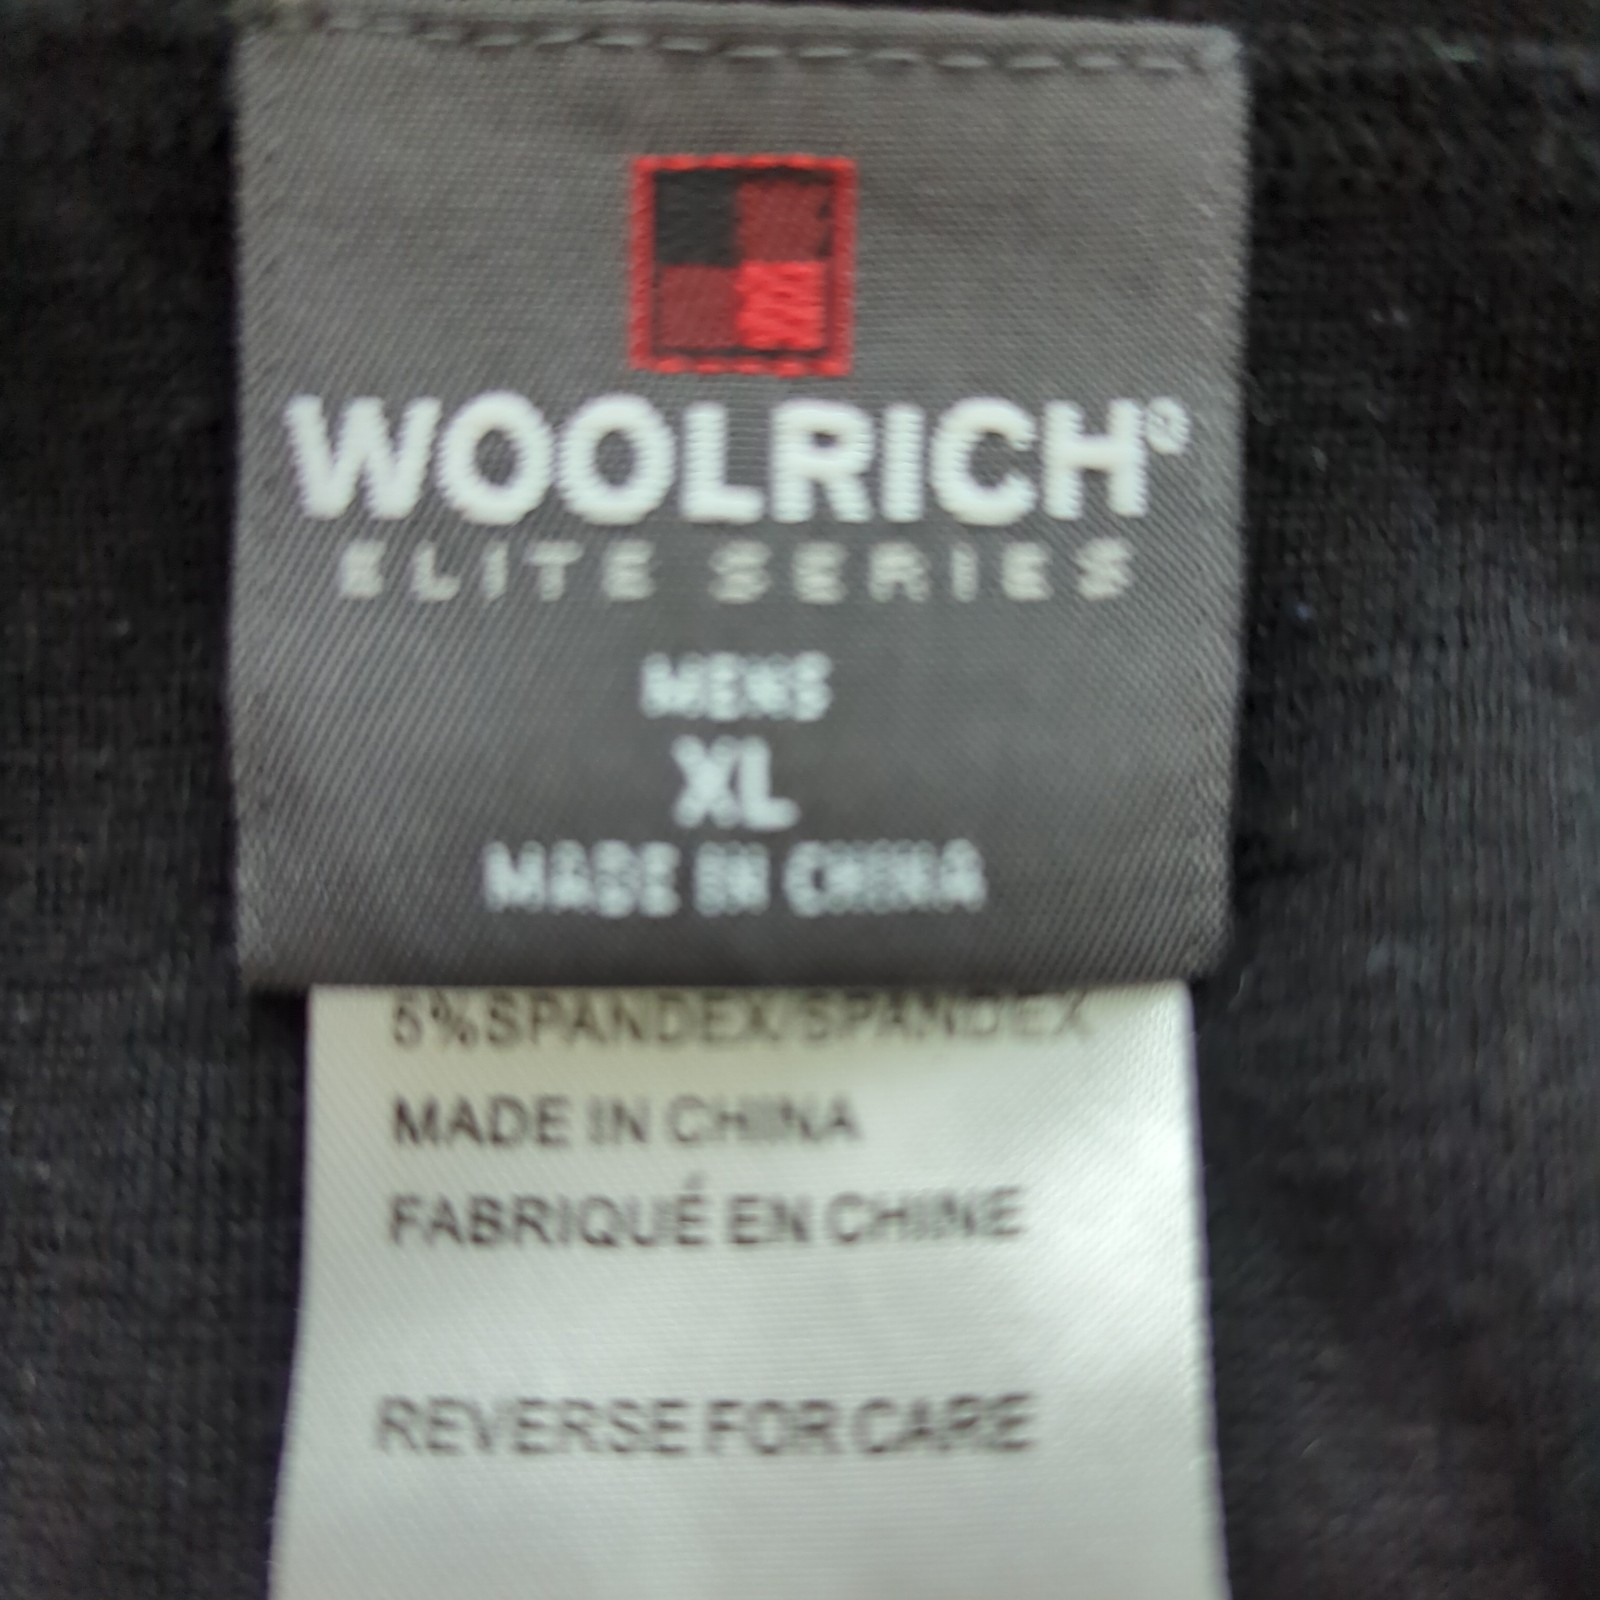 WOOLRICH®
ELITE SERIES
MENS
XL
MADE IN CHINA
5%SPANDEX/SPANDEX
MADE IN CHINA
FABRIQUÉ EN CHINE
REVERSE FOR CARE